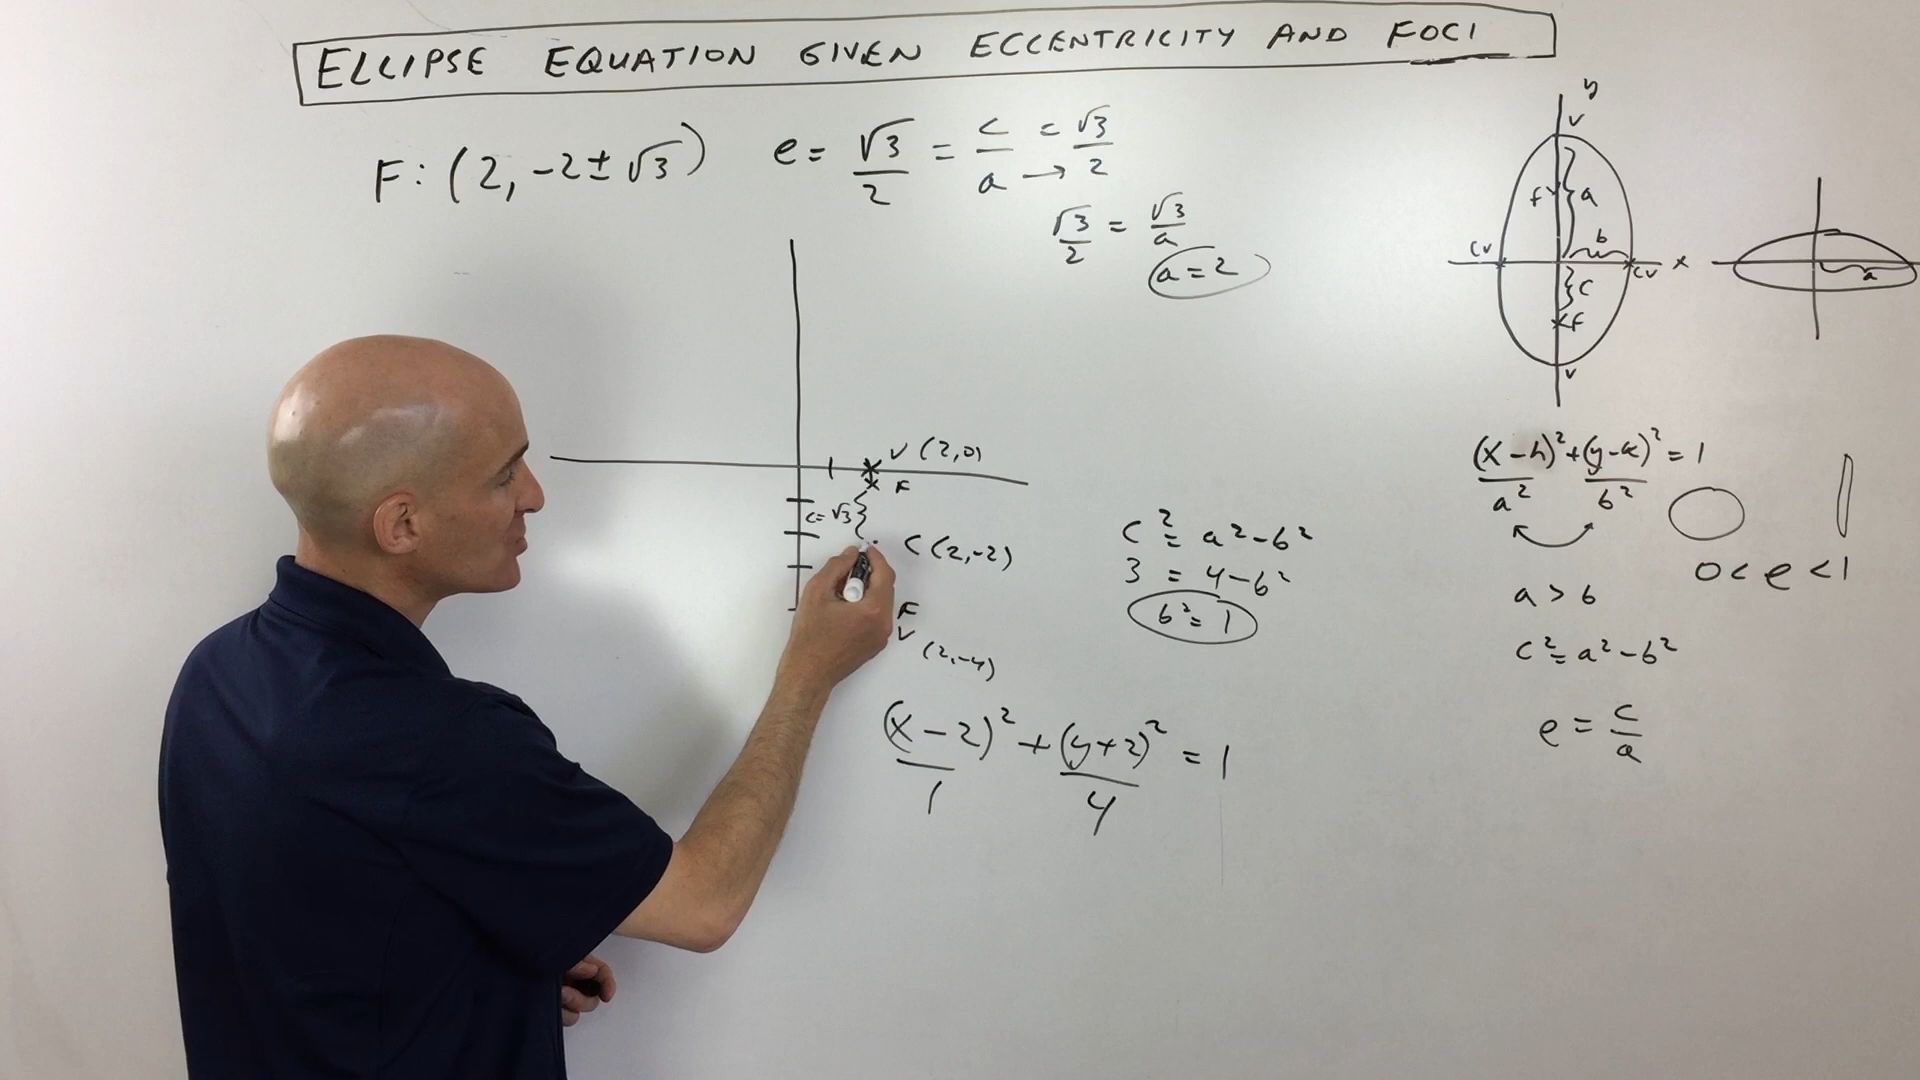 ELLIPSE EQUATION GIVEN ECCENTRICITY AND FOCI
F: (2, -2 ± √3)
e = √3/2 = c/a = √3/2
a → 2
√3/2 = √3/a
a = 2
V (2,0)
F
c = √3
C (2,-2)
F
V (2,-4)
c² = a² - b²
3 = 4 - b²
b² = 1
(x-2)²/1 + (y+2)²/4 = 1
y
V
f
a
b
cv
cv
x
c
F
V
a
(x-h)²/a² + (y-k)²/b² = 1
0 < e < 1
a > b
c² = a² - b²
e = c/a